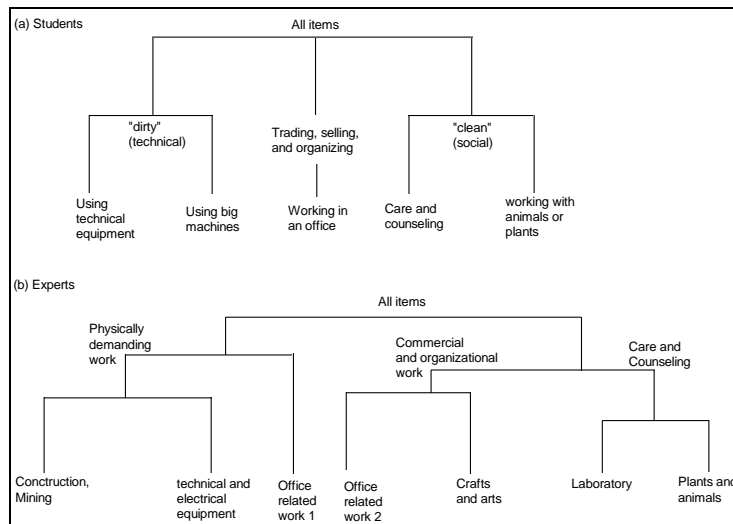 (a) Students
All items
"dirty"
(technical)
Trading, selling,
and organizing
"clean"
(social)
Using
technical
equipment
Using big
machines
Working in
an office
Care and
counseling
working with
animals or
plants
(b) Experts
All items
Physically
demanding
work
Commercial
and organizational
work
Care and
Counseling
Construction,
Mining
technical and
electrical
equipment
Office
related
work 1
Office
related
work 2
Crafts
and arts
Laboratory
Plants and
animals